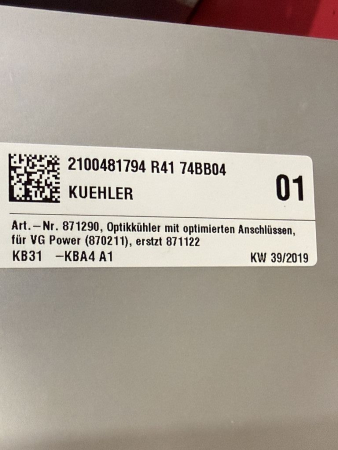 2100481794 R41 74BB04
KUEHLER 01
Art.-Nr. 871290, Optikkühler mit optimierten Anschlüssen,
für VG Power (870211), erstzt 871122
KB31 -KBA4 A1 KW 39/2019